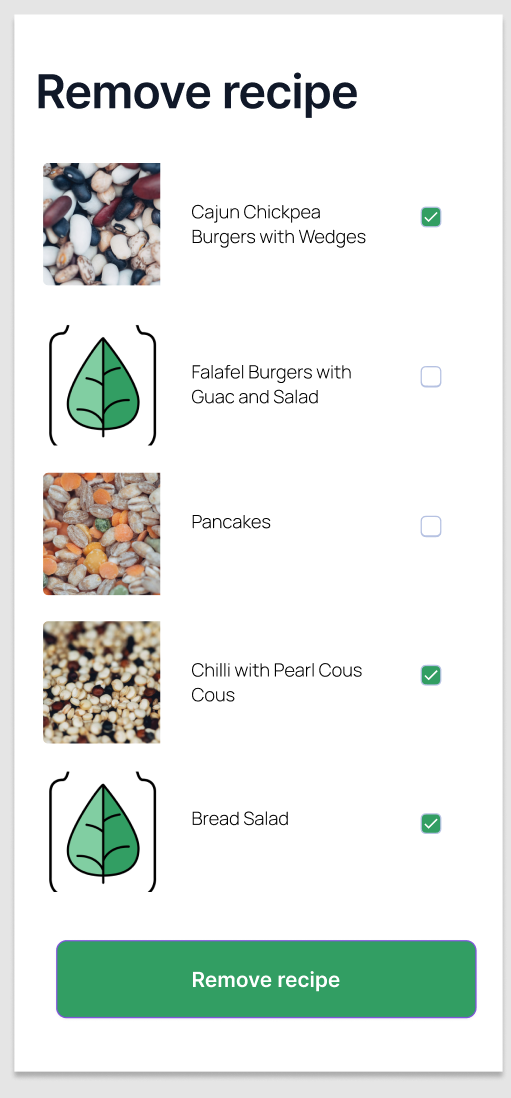 Remove recipe
Cajun Chickpea
Burgers with Wedges
Falafel Burgers with
Guac and Salad
Pancakes
Chilli with Pearl Cous
Cous
Bread Salad
Remove recipe